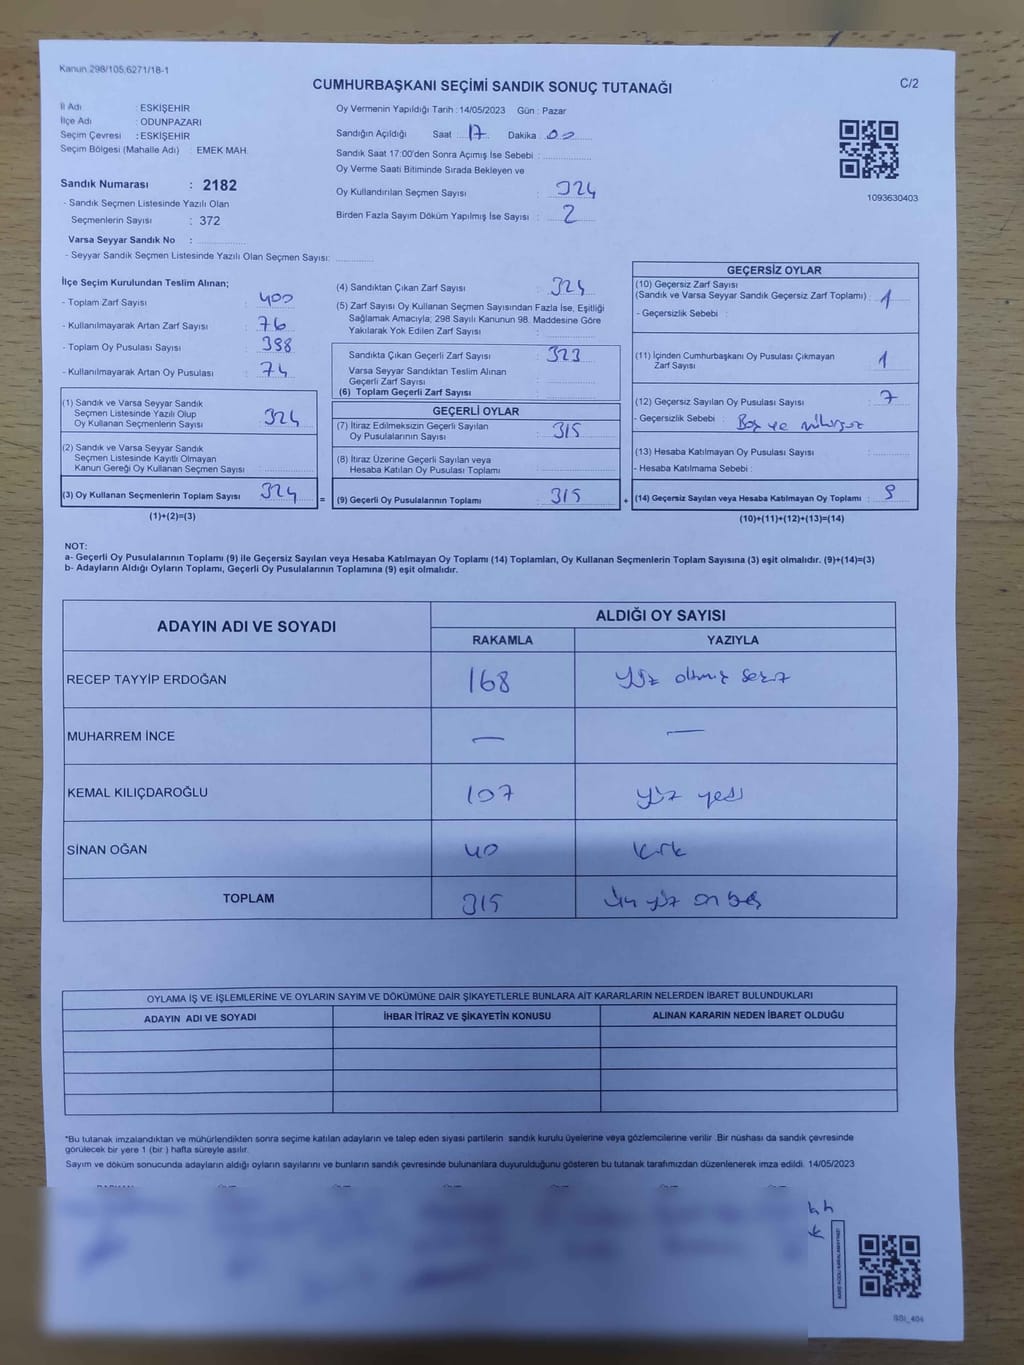 Kanun 298/105,6271/18-1
CUMHURBAŞKANI SEÇİMİ SANDIK SONUÇ TUTANAĞI
C/2
İl Adı : ESKİŞEHİR
İlçe Adı : ODUNPAZARI
Seçim Çevresi : ESKİŞEHİR
Seçim Bölgesi (Mahalle Adı) : EMEK MAH.
Sandık Numarası : 2182
- Sandık Seçmen Listesinde Yazılı Olan
Seçmenlerin Sayısı : 372
Varsa Seyyar Sandık No :
- Seyyar Sandık Seçmen Listesinde Yazılı Olan Seçmen Sayısı:
Oy Vermenin Yapıldığı Tarih : 14/05/2023 Gün : Pazar
Sandığın Açıldığı Saat : 17 Dakika : 00
Sandık Saat 17:00'den Sonra Açımış İse Sebebi :
Oy Verme Saati Bitiminde Sırada Bekleyen ve
Oy Kullandırılan Seçmen Sayısı : 324
Birden Fazla Sayım Döküm Yapılmış İse Sayısı : 2
1093630403
İlçe Seçim Kurulundan Teslim Alınan;
- Toplam Zarf Sayısı : 400
- Kullanılmayarak Artan Zarf Sayısı : 76
- Toplam Oy Pusulası Sayısı : 398
- Kullanılmayarak Artan Oy Pusulası : 74
(1) Sandık ve Varsa Seyyar Sandık
Seçmen Listesinde Yazılı Olup
Oy Kullanan Seçmenlerin Sayısı : 324
(2) Sandık ve Varsa Seyyar Sandık
Seçmen Listesinde Kayıtlı Olmayan
Kanun Gereği Oy Kullanan Seçmen Sayısı :
(3) Oy Kullanan Seçmenlerin Toplam Sayısı : 324
(1)+(2)=(3)
=
(4) Sandıktan Çıkan Zarf Sayısı : 324
(5) Zarf Sayısı Oy Kullanan Seçmen Sayısından Fazla İse, Eşitliği
Sağlamak Amacıyla; 298 Sayılı Kanunun 98. Maddesine Göre
Yakılarak Yok Edilen Zarf Sayısı :
Sandıkta Çıkan Geçerli Zarf Sayısı : 323
Varsa Seyyar Sandıktan Teslim Alınan
Geçerli Zarf Sayısı :
(6) Toplam Geçerli Zarf Sayısı :
GEÇERLİ OYLAR
(7) İtiraz Edilmeksizin Geçerli Sayılan
Oy Pusulalarının Sayısı : 315
(8) İtiraz Üzerine Geçerli Sayılan veya
Hesaba Katılan Oy Pusulası Toplamı :
(9) Geçerli Oy Pusulalarının Toplamı : 315
+
GEÇERSİZ OYLAR
(10) Geçersiz Zarf Sayısı
(Sandık ve Varsa Seyyar Sandık Geçersiz Zarf Toplamı) : 1
- Geçersizlik Sebebi :
(11) İçinden Cumhurbaşkanı Oy Pusulası Çıkmayan
Zarf Sayısı : 1
(12) Geçersiz Sayılan Oy Pusulası Sayısı : 7
- Geçersizlik Sebebi : Boş ve mühürsüz
(13) Hesaba Katılmayan Oy Pusulası Sayısı :
- Hesaba Katılmama Sebebi :
(14) Geçersiz Sayılan veya Hesaba Katılmayan Oy Toplamı : 9
(10)+(11)+(12)+(13)=(14)
NOT:
a- Geçerli Oy Pusulalarının Toplamı (9) ile Geçersiz Sayılan veya Hesaba Katılmayan Oy Toplamı (14) Toplamları, Oy Kullanan Seçmenlerin Toplam Sayısına (3) eşit olmalıdır. (9)+(14)=(3)
b- Adayların Aldığı Oyların Toplamı, Geçerli Oy Pusulalarının Toplamına (9) eşit olmalıdır.
ADAYIN ADI VE SOYADI
ALDIĞI OY SAYISI
RAKAMLA YAZIYLA
RECEP TAYYİP ERDOĞAN 168 Yüz altmış sekiz
MUHARREM İNCE — —
KEMAL KILIÇDAROĞLU 107 yüz yedi
SİNAN OĞAN 40 kırk
TOPLAM 315 Üç yüz on beş
OYLAMA İŞ VE İŞLEMLERİNE VE OYLARIN SAYIM VE DÖKÜMÜNE DAİR ŞİKAYETLERLE BUNLARA AİT KARARLARIN NELERDEN İBARET BULUNDUKLARI
ADAYIN ADI VE SOYADI İHBAR İTİRAZ VE ŞİKAYETİN KONUSU ALINAN KARARIN NEDEN İBARET OLDUĞU
*Bu tutanak imzalandıktan ve mühürlendikten sonra seçime katılan adayların ve talep eden siyasi partilerin sandık kurulu üyelerine veya gözlemcilerine verilir. Bir nüshası da sandık çevresinde
görülecek bir yere 1 (bir) hafta süreyle asılır.
Sayım ve döküm sonucunda adayların aldığı oyların sayılarını ve bunların sandık çevresinde bulunanlara duyurulduğunu gösteren bu tutanak tarafımızdan düzenlenerek imza edildi. 14/05/2023